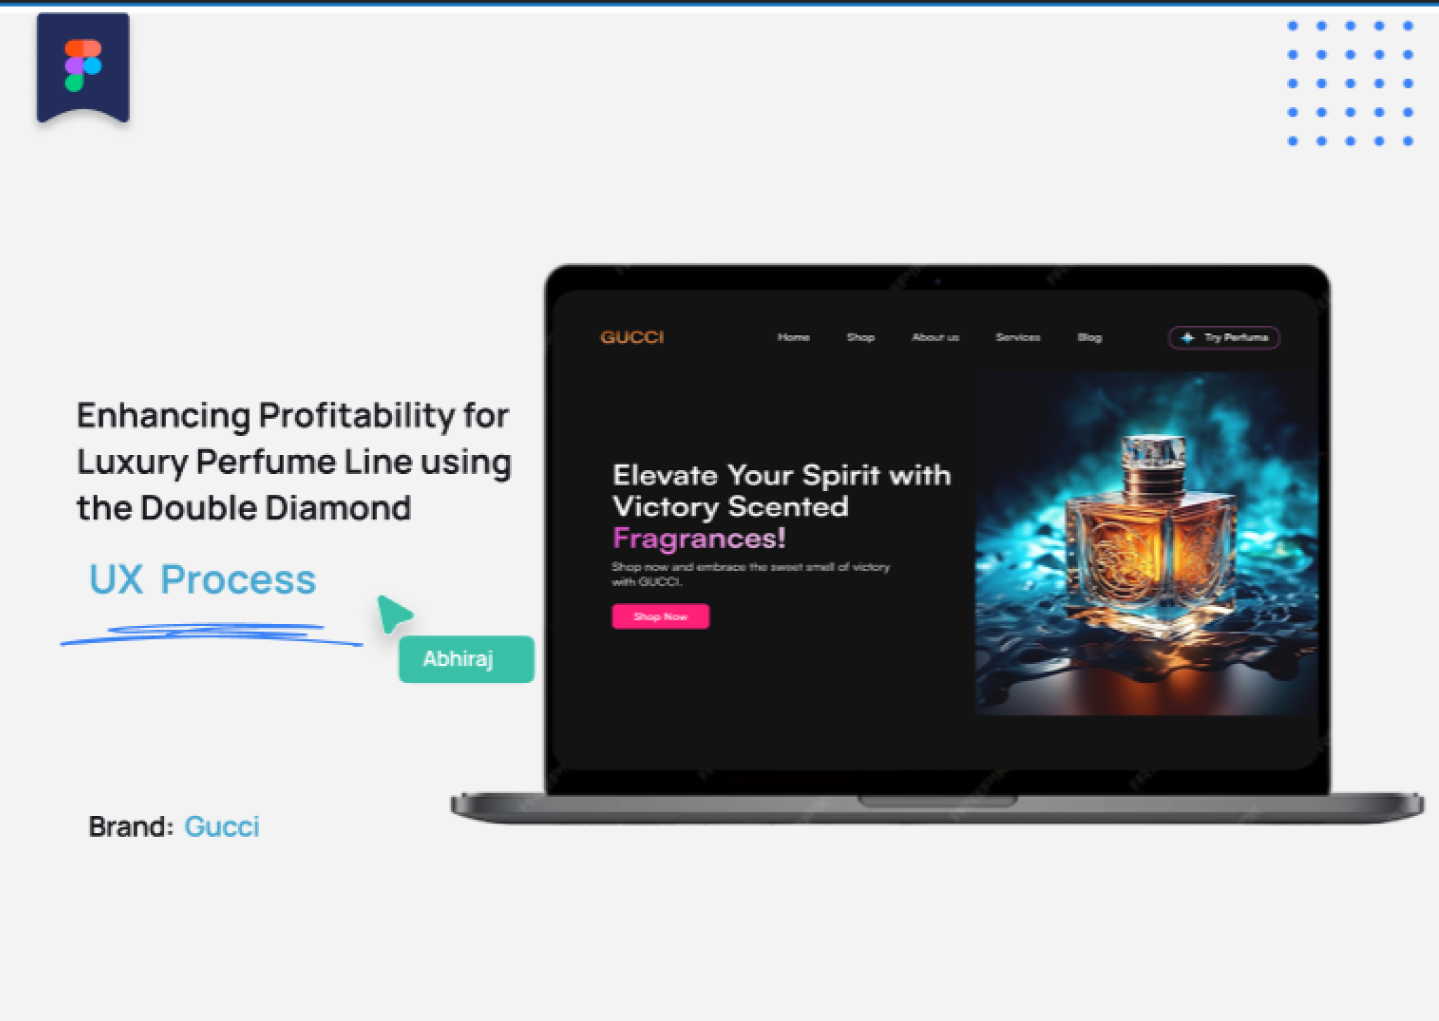 Enhancing Profitability for
Luxury Perfume Line using
the Double Diamond
UX Process
Abhiraj
Brand: Gucci
GUCCI
Home Shop About us Services Blog Try Perfume
Elevate Your Spirit with
Victory Scented
Fragrances!
Shop now and embrace the sweet smell of victory
with GUCCI.
Shop Now